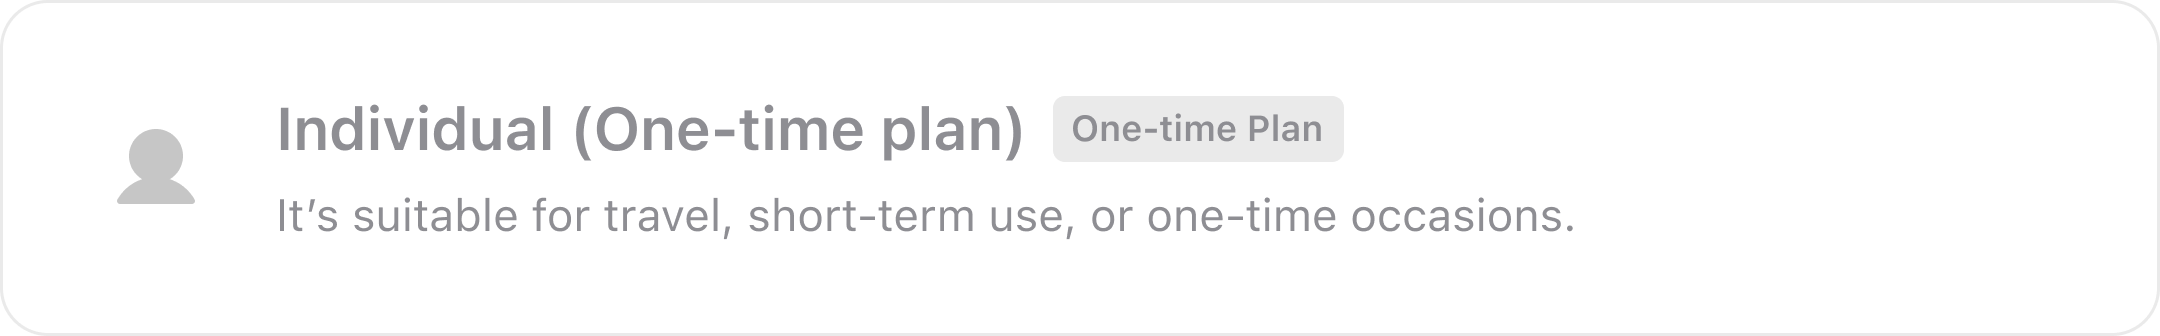 Individual (One-time plan) One-time Plan
It’s suitable for travel, short-term use, or one-time occasions.